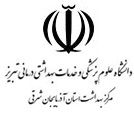 دانشگاه علوم پزشکی و خدمات بهداشتی درمانی تبریز
مرکز بهداشت استان آذربایجان شرقی